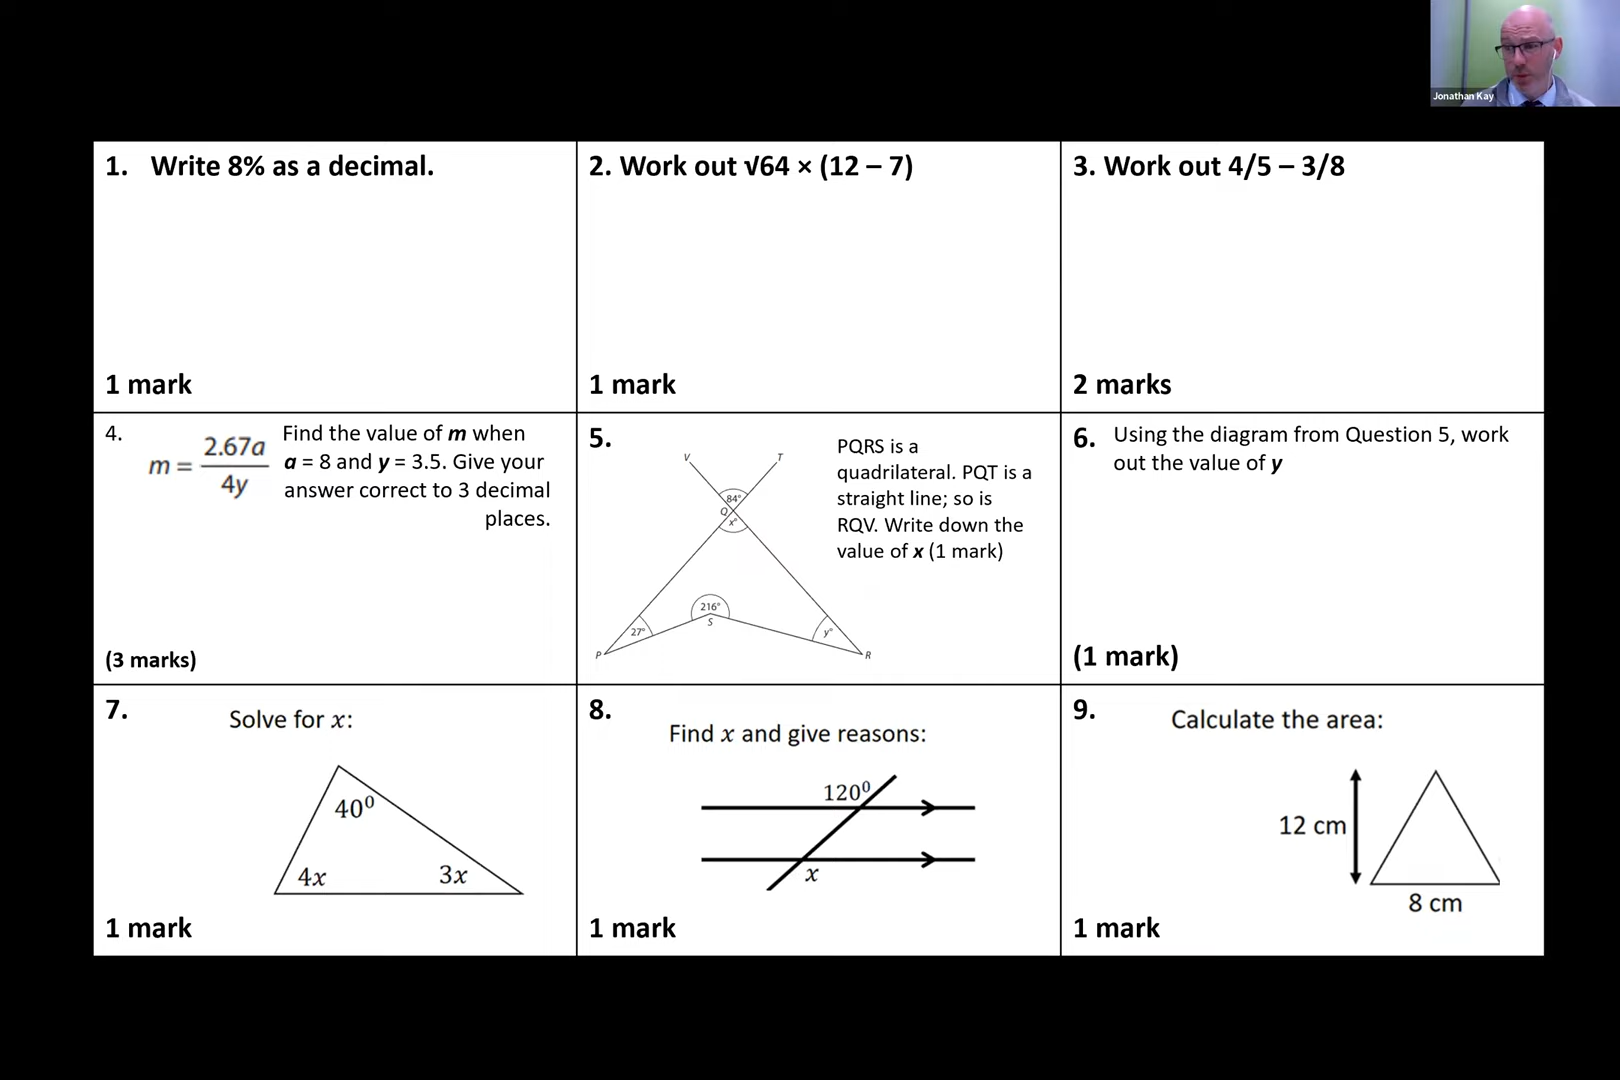 Jonathan Kay
1. Write 8% as a decimal.
1 mark
2. Work out √64 × (12 – 7)
1 mark
3. Work out 4/5 – 3/8
2 marks
4.
m = 2.67a / 4y
Find the value of m when
a = 8 and y = 3.5. Give your
answer correct to 3 decimal
places.
(3 marks)
5.
V
T
84°
Q
x°
216°
S
27°
y°
P
R
PQRS is a
quadrilateral. PQT is a
straight line; so is
RQV. Write down the
value of x (1 mark)
6. Using the diagram from Question 5, work
out the value of y
(1 mark)
7.
Solve for x:
40⁰
4x
3x
1 mark
8.
Find x and give reasons:
120⁰
x
1 mark
9.
Calculate the area:
12 cm
8 cm
1 mark